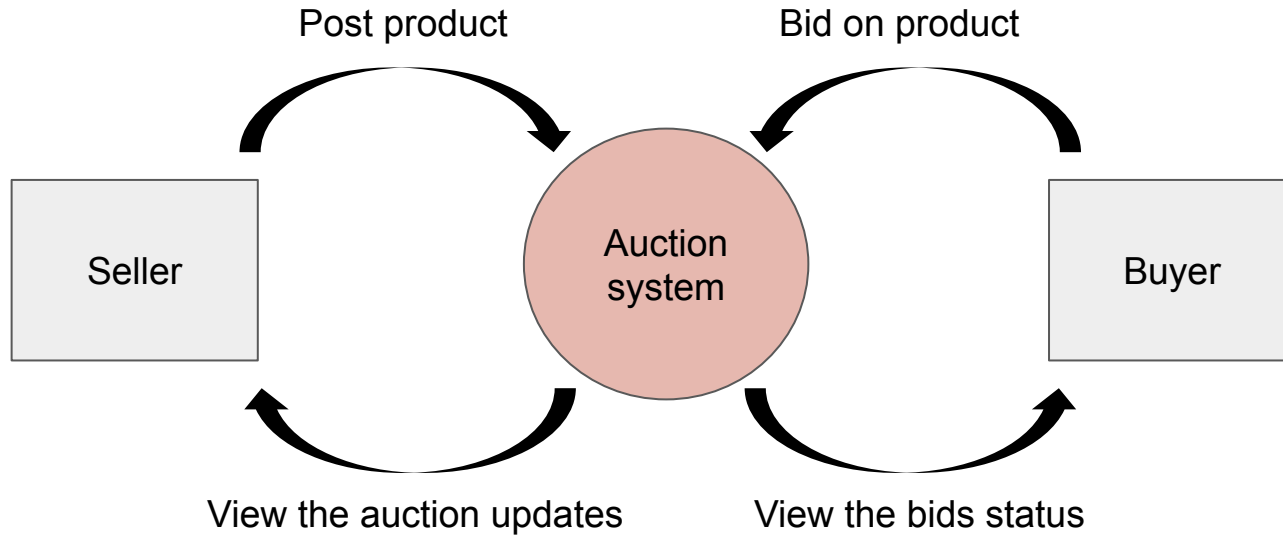 Post product
Bid on product
Seller
Auction
system
Buyer
View the auction updates
View the bids status